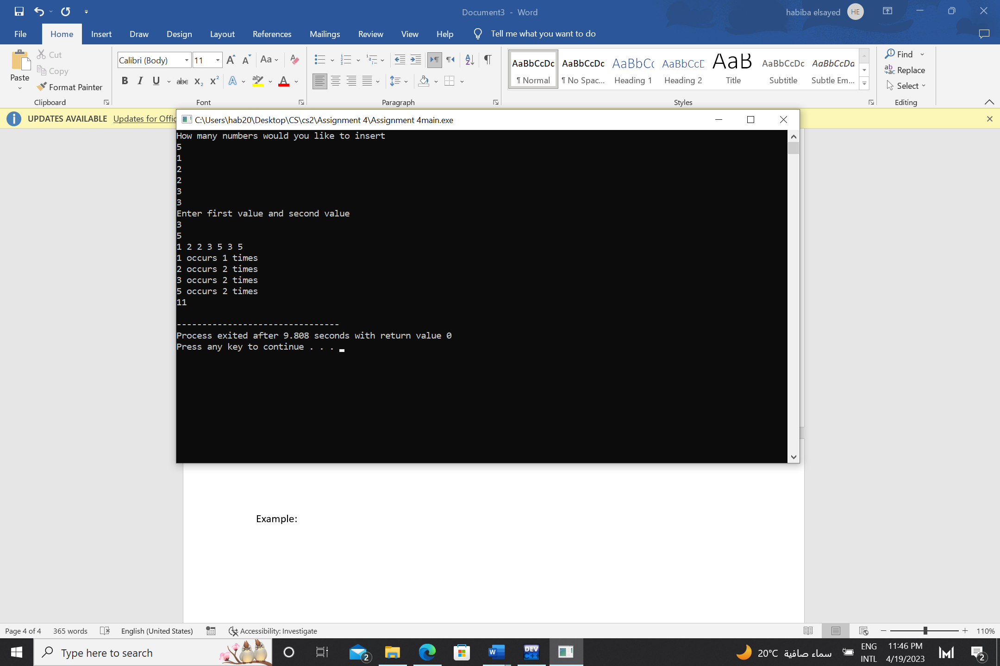 Document3 - Word
habiba elsayed
HE
File Home Insert Draw Design Layout References Mailings Review View Help Tell me what you want to do
Paste
Cut
Copy
Format Painter
Clipboard
Calibri (Body) 11
Font
Paragraph
AaBbCcDc AaBbCcDc AaBbCc AaBbCcD AaB AaBbCcDc AaBbCcDa
¶ Normal ¶ No Spac... Heading 1 Heading 2 Title Subtitle Subtle Em...
Styles
Find
Replace
Select
Editing
UPDATES AVAILABLE Updates for Offic
C:\Users\hab20\Desktop\CS\cs2\Assignment 4\Assignment 4main.exe
How many numbers would you like to insert
5
1
2
2
3
3
Enter first value and second value
3
5
1 2 2 3 5 3 5
1 occurs 1 times
2 occurs 2 times
3 occurs 2 times
5 occurs 2 times
11
--------------------------------
Process exited after 9.808 seconds with return value 0
Press any key to continue . . .
Example:
Page 4 of 4 365 words English (United States) Accessibility: Investigate 110%
Type here to search
2
DEV C++
20°C سماء صافية
ENG
INTL
11:46 PM
4/19/2023
2